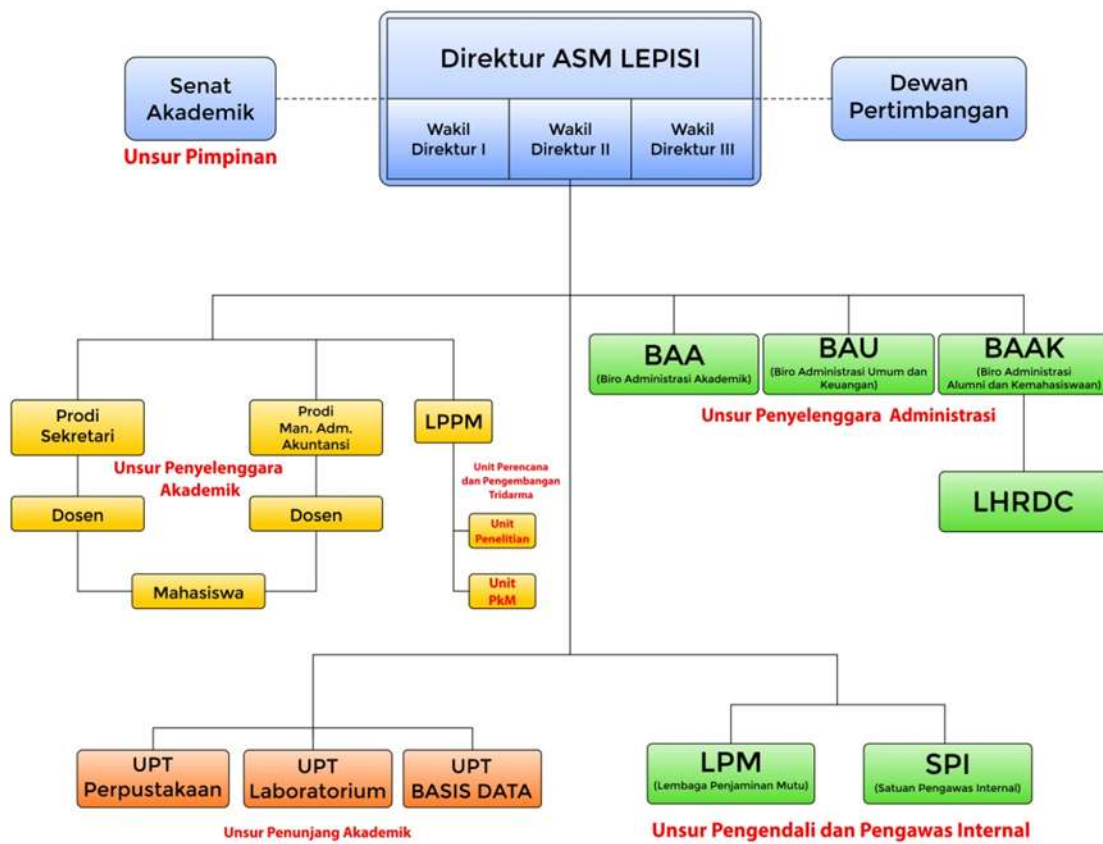 Direktur ASM LEPISI
Senat
Akademik
Dewan
Pertimbangan
Wakil
Direktur I
Wakil
Direktur II
Wakil
Direktur III
Unsur Pimpinan
BAA
(Biro Administrasi Akademik)
BAU
(Biro Administrasi Umum dan
Keuangan)
BAAK
(Biro Administrasi
Alumni dan Kemahasiswaan)
Unsur Penyelenggara Administrasi
Prodi
Sekretari
Prodi
Man. Adm.
Akuntansi
LPPM
Unsur Penyelenggara
Akademik
Unit Perencana
dan Pengembangan
Tridarma
LHRDC
Dosen
Dosen
Unit
Penelitian
Mahasiswa
Unit
PkM
UPT
Perpustakaan
UPT
Laboratorium
UPT
BASIS DATA
LPM
(Lembaga Penjaminan Mutu)
SPI
(Satuan Pengawas Internal)
Unsur Penunjang Akademik
Unsur Pengendali dan Pengawas Internal